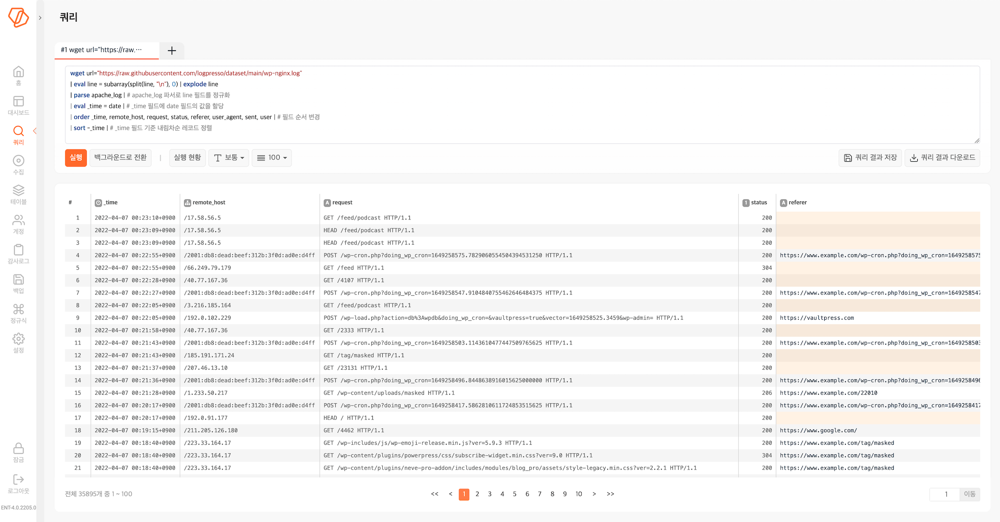 쿼리
#1 wget url="https://raw.···
wget url="https://raw.githubusercontent.com/logpresso/dataset/main/wp-nginx.log"
| eval line = subarray(split(line, "\n"), 0) | explode line
| parse apache_log | # apache_log 파서로 line 필드를 정규화
| eval _time = date | # _time 필드에 date 필드의 값을 할당
| order _time, remote_host, request, status, referer, user_agent, sent, user | # 필드 순서 변경
| sort -_time | # _time 필드 기준 내림차순 레코드 정렬
실행 백그라운드로 전환 | 실행 현황 보통 100 쿼리 결과 저장 쿼리 결과 다운로드
홈
대시보드
쿼리
수집
테이블
계정
감사로그
백업
정규식
설정
잠금
로그아웃
ENT-4.0.2205.0
# _time remote_host A request 1 status A referer
1 2022-04-07 00:23:10+0900 /17.58.56.5 GET /feed/podcast HTTP/1.1 200
2 2022-04-07 00:23:09+0900 /17.58.56.5 HEAD /feed/podcast HTTP/1.1 200
3 2022-04-07 00:23:09+0900 /17.58.56.5 HEAD /feed/podcast HTTP/1.1 200
4 2022-04-07 00:22:55+0900 /2001:db8:dead:beef:312b:3f0d:ad0e:d4ff POST /wp-cron.php?doing_wp_cron=1649258575.7829060554504394531250 HTTP/1.1 200 https://www.example.com/wp-cron.php?doing_wp_cron=1649258575
5 2022-04-07 00:22:55+0900 /66.249.79.179 GET /feed HTTP/1.1 304
6 2022-04-07 00:22:28+0900 /40.77.167.36 GET /4107 HTTP/1.1 200
7 2022-04-07 00:22:27+0900 /2001:db8:dead:beef:312b:3f0d:ad0e:d4ff POST /wp-cron.php?doing_wp_cron=1649258547.9104840755462646484375 HTTP/1.1 200 https://www.example.com/wp-cron.php?doing_wp_cron=1649258547
8 2022-04-07 00:22:05+0900 /3.216.185.164 GET /feed/podcast HTTP/1.1 200
9 2022-04-07 00:22:05+0900 /192.0.102.229 POST /wp-load.php?action=db%3Awpdb&doing_wp_cron=&vaultpress=true&vector=1649258525.3459&wp-admin= HTTP/1.1 200 https://vaultpress.com
10 2022-04-07 00:21:58+0900 /40.77.167.36 GET /2333 HTTP/1.1 200
11 2022-04-07 00:21:43+0900 /2001:db8:dead:beef:312b:3f0d:ad0e:d4ff POST /wp-cron.php?doing_wp_cron=1649258503.1143610477447509765625 HTTP/1.1 200 https://www.example.com/wp-cron.php?doing_wp_cron=1649258503
12 2022-04-07 00:21:43+0900 /185.191.171.24 GET /tag/masked HTTP/1.1 200
13 2022-04-07 00:21:37+0900 /207.46.13.10 GET /23131 HTTP/1.1 200
14 2022-04-07 00:21:36+0900 /2001:db8:dead:beef:312b:3f0d:ad0e:d4ff POST /wp-cron.php?doing_wp_cron=1649258496.8448638916015625000000 HTTP/1.1 200 https://www.example.com/wp-cron.php?doing_wp_cron=1649258496
15 2022-04-07 00:21:28+0900 /1.233.50.217 GET /wp-content/uploads/masked HTTP/1.1 206 https://www.example.com/22010
16 2022-04-07 00:20:17+0900 /2001:db8:dead:beef:312b:3f0d:ad0e:d4ff POST /wp-cron.php?doing_wp_cron=1649258417.5862810611724853515625 HTTP/1.1 200 https://www.example.com/wp-cron.php?doing_wp_cron=1649258417
17 2022-04-07 00:20:17+0900 /192.0.91.177 HEAD / HTTP/1.1 200
18 2022-04-07 00:19:15+0900 /211.205.126.180 GET /4462 HTTP/1.1 200 https://www.google.com/
19 2022-04-07 00:18:40+0900 /223.33.164.17 GET /wp-includes/js/wp-emoji-release.min.js?ver=5.9.3 HTTP/1.1 200 https://www.example.com/tag/masked
20 2022-04-07 00:18:40+0900 /223.33.164.17 GET /wp-content/plugins/powerpress/css/subscribe-widget.min.css?ver=9.0 HTTP/1.1 304 https://www.example.com/tag/masked
21 2022-04-07 00:18:40+0900 /223.33.164.17 GET /wp-content/plugins/neve-pro-addon/includes/modules/blog_pro/assets/style-legacy.min.css?ver=2.2.1 HTTP/1.1 200 https://www.example.com/tag/masked
전체 35895개 중 1 ~ 100 << < 1 2 3 4 5 6 7 8 9 10 > >> 1 이동